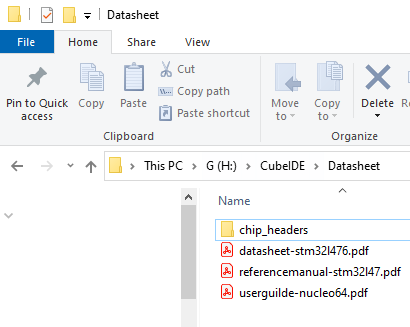 Datasheet
File Home Share View
Pin to Quick access
Copy
Paste
Cut
Copy path
Paste shortcut
Move to
Copy to
Delete
Clipboard
Organize
This PC > G (H:) > CubeIDE > Datasheet
Name
chip_headers
datasheet-stm32l476.pdf
referencemanual-stm32l47.pdf
userguilde-nucleo64.pdf